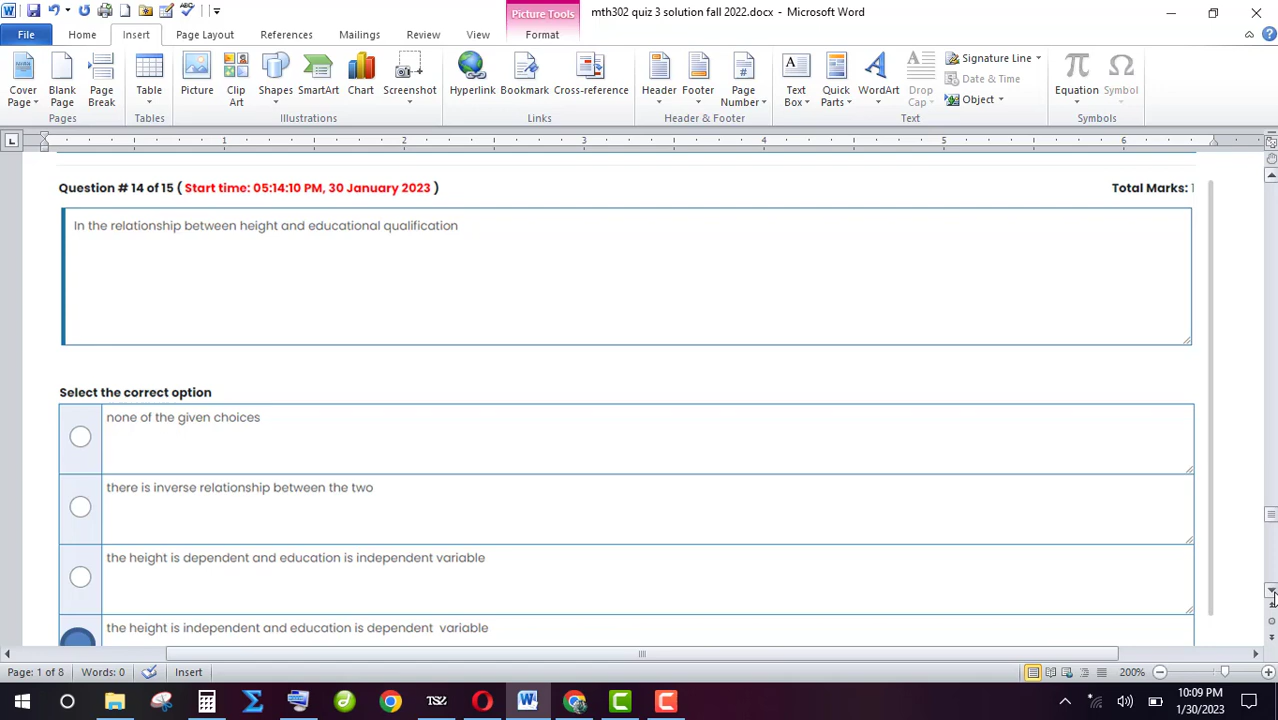 Picture Tools
mth302 quiz 3 solution fall 2022.docx - Microsoft Word
File Home Insert Page Layout References Mailings Review View Format
Cover Page
Blank Page
Page Break
Table
Picture
Clip Art
Shapes
SmartArt
Chart
Screenshot
Hyperlink
Bookmark
Cross-reference
Header
Footer
Page Number
Text Box
Quick Parts
WordArt
Drop Cap
Signature Line
Date & Time
Object
Equation
Symbol
Pages Tables Illustrations Links Header & Footer Text Symbols
1 2 3 4 5 6
Question # 14 of 15 ( Start time: 05:14:10 PM, 30 January 2023 ) Total Marks: 1
In the relationship between height and educational qualification
Select the correct option
none of the given choices
there is inverse relationship between the two
the height is dependent and education is independent variable
the height is independent and education is dependent variable
Page: 1 of 8 Words: 0 Insert 200%
10:09 PM
1/30/2023